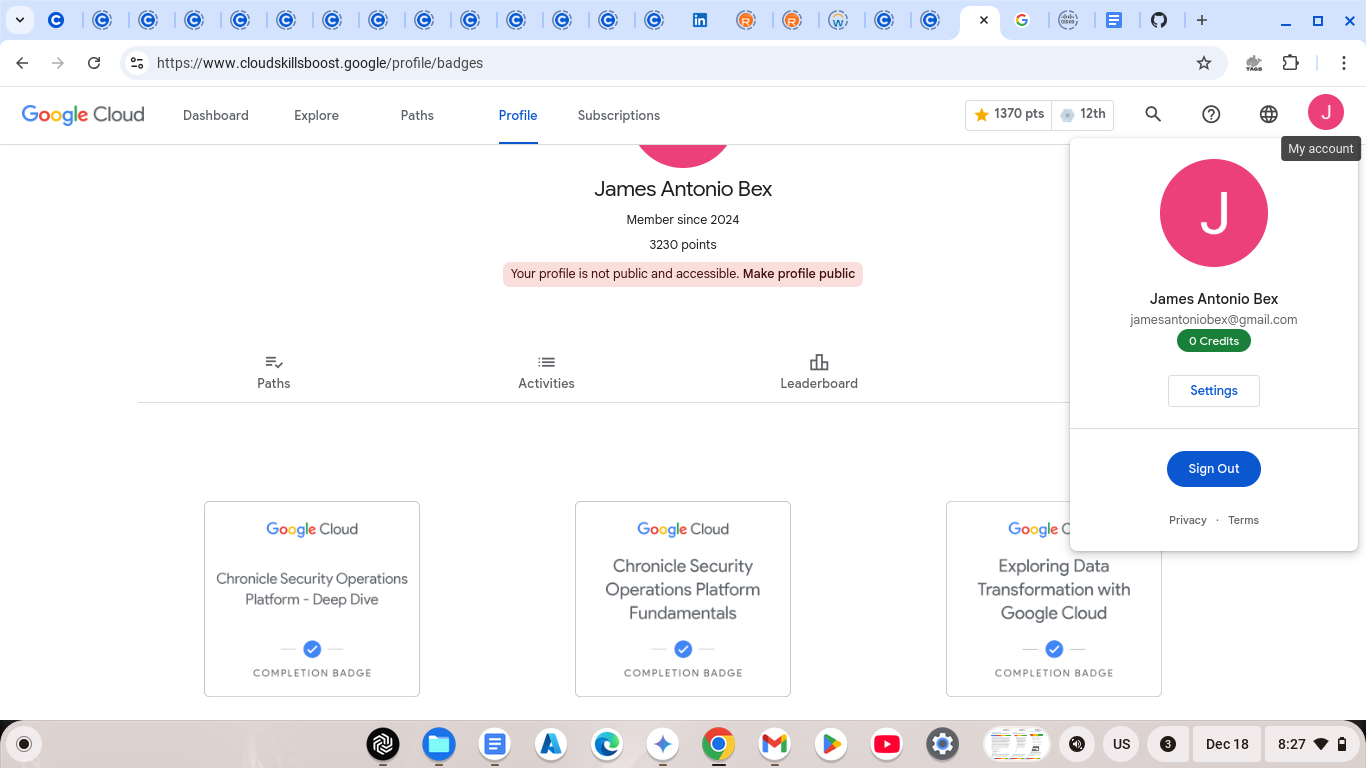 https://www.cloudskillsboost.google/profile/badges
TAGS
Google Cloud
Dashboard
Explore
Paths
Profile
Subscriptions
1370 pts
12th
J
My account
J
James Antonio Bex
jamesantoniobex@gmail.com
0 Credits
Settings
Sign Out
Privacy · Terms
James Antonio Bex
Member since 2024
3230 points
Your profile is not public and accessible. Make profile public
Paths
Activities
Leaderboard
Google Cloud
Chronicle Security Operations
Platform - Deep Dive
COMPLETION BADGE
Google Cloud
Chronicle Security
Operations Platform
Fundamentals
COMPLETION BADGE
Google C
Exploring Data
Transformation with
Google Cloud
COMPLETION BADGE
US
3
Dec 18
8:27